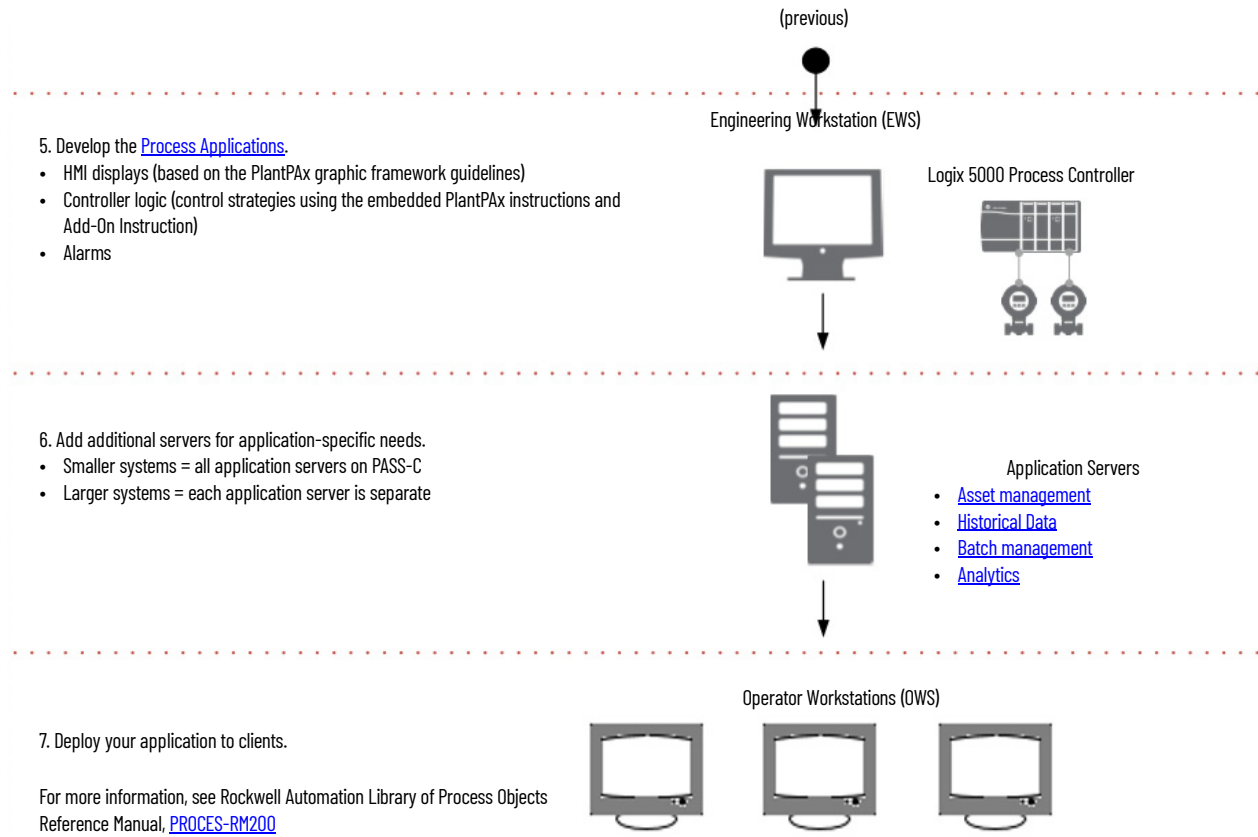 (previous)
Engineering Workstation (EWS)
5. Develop the Process Applications.
• HMI displays (based on the PlantPAx graphic framework guidelines)
• Controller logic (control strategies using the embedded PlantPAx instructions and
Add-On Instruction)
• Alarms
Logix 5000 Process Controller
6. Add additional servers for application-specific needs.
• Smaller systems = all application servers on PASS-C
• Larger systems = each application server is separate
Application Servers
• Asset management
• Historical Data
• Batch management
• Analytics
Operator Workstations (OWS)
7. Deploy your application to clients.
For more information, see Rockwell Automation Library of Process Objects
Reference Manual, PROCES-RM200